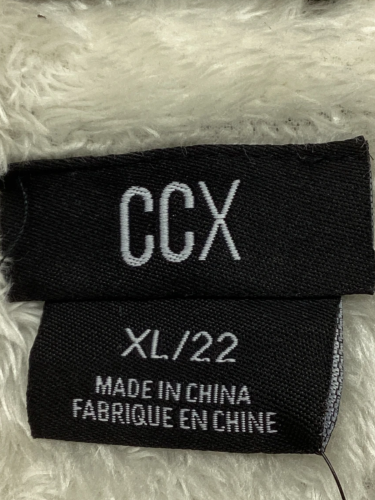 CCX
XL/22
MADE IN CHINA
FABRIQUE EN CHINE